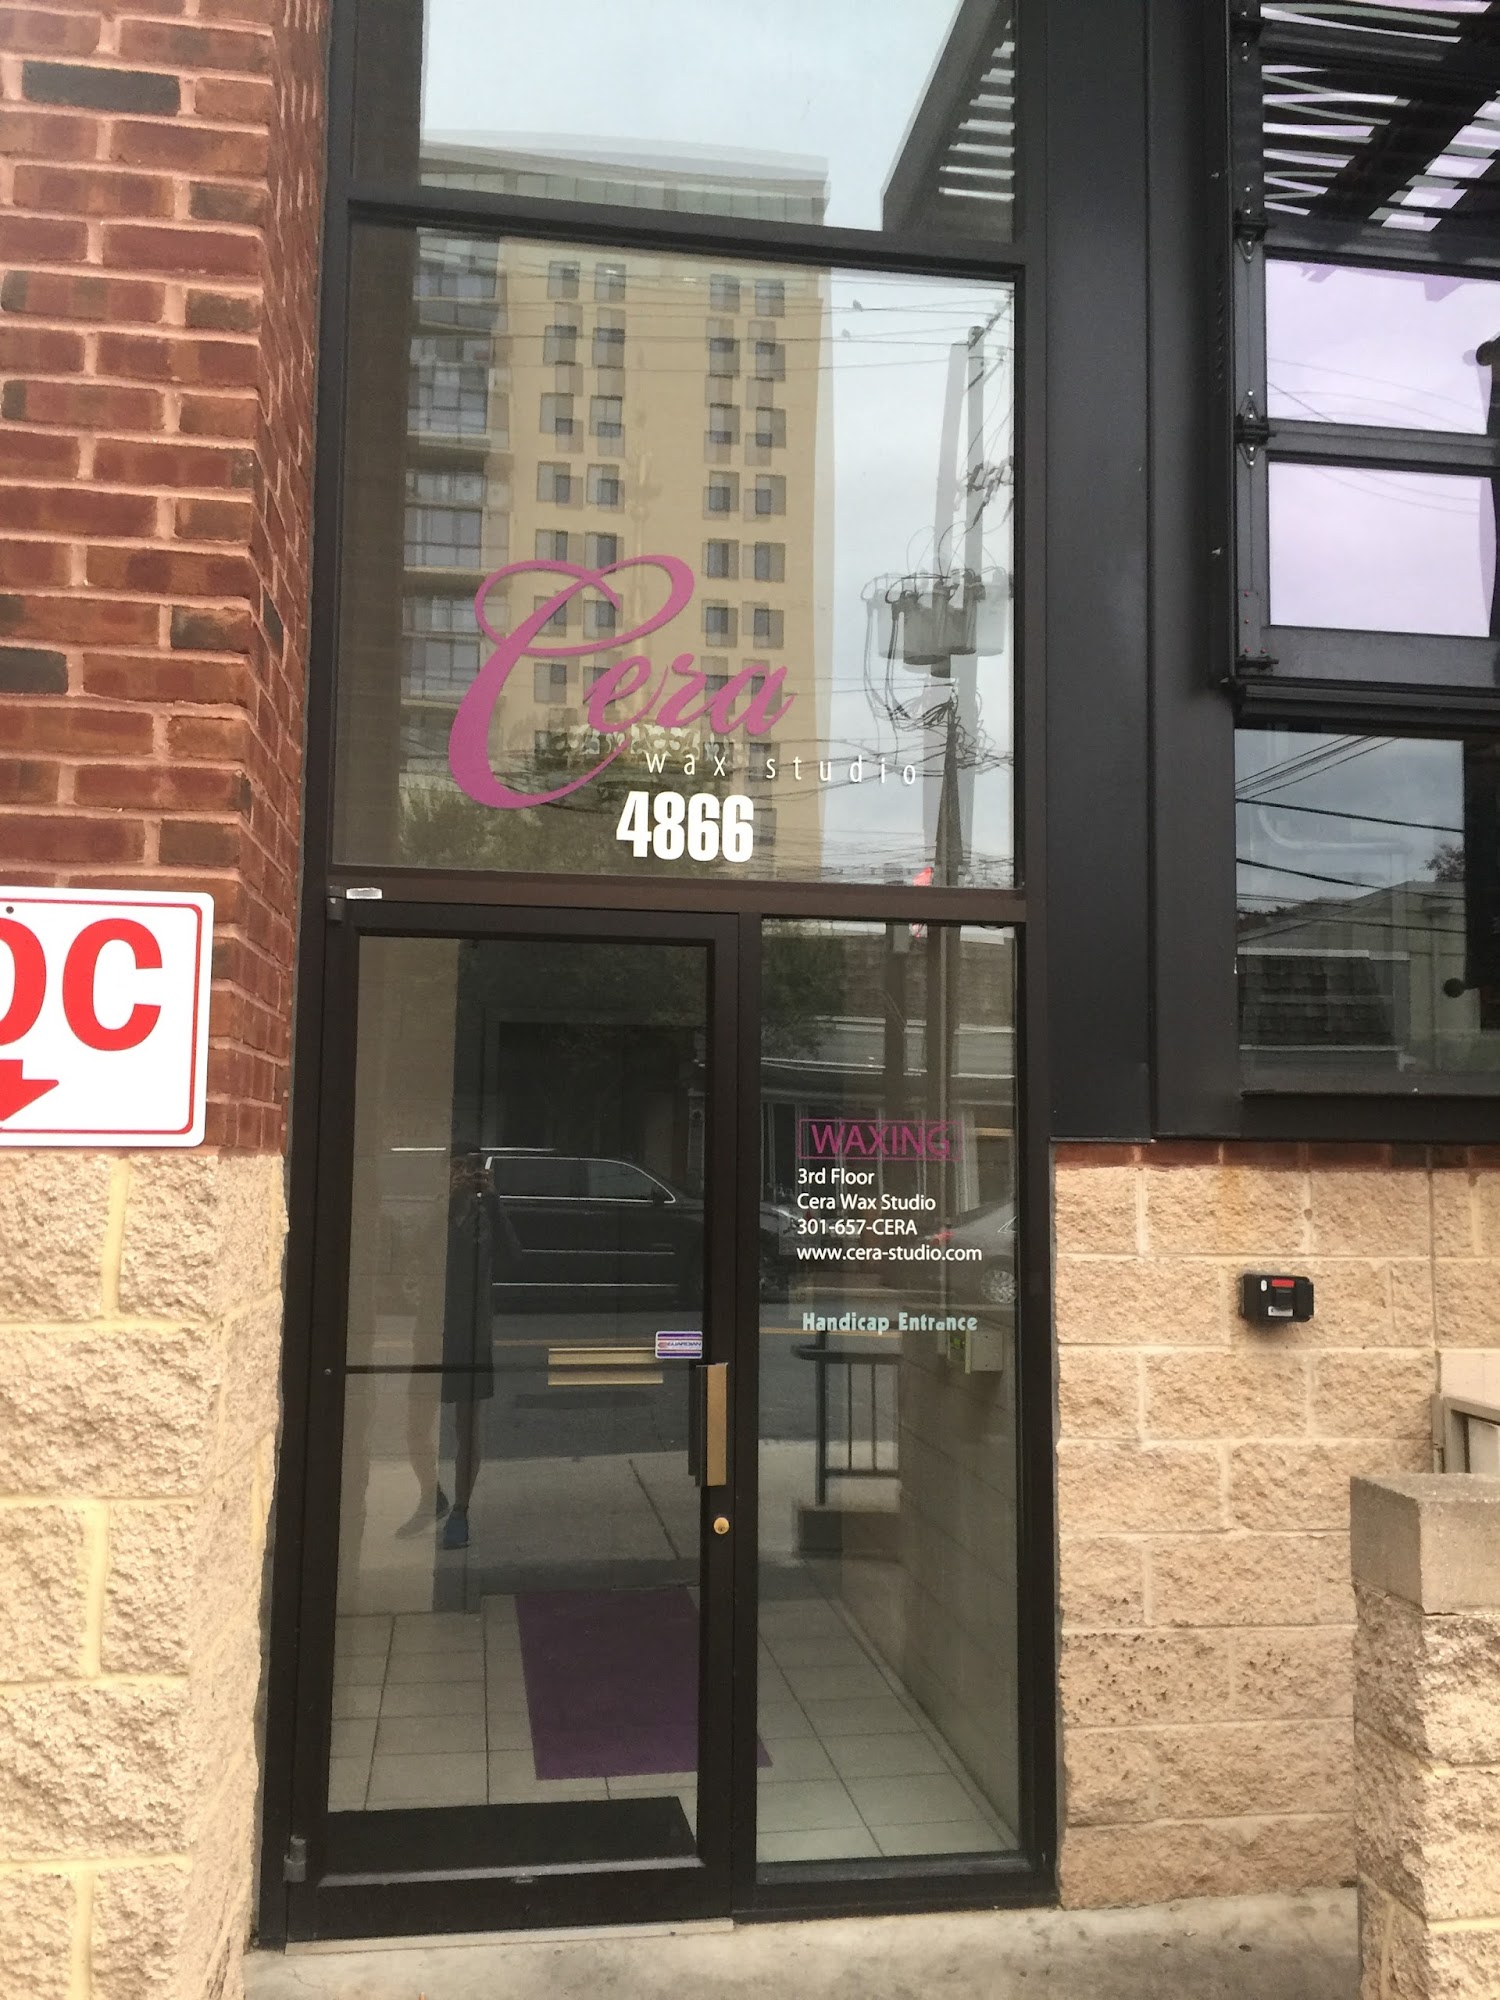 Cera
wax studio
4866
WAXING
3rd Floor
Cera Wax Studio
301-657-CERA
www.cera-studio.com
Handicap Entrance